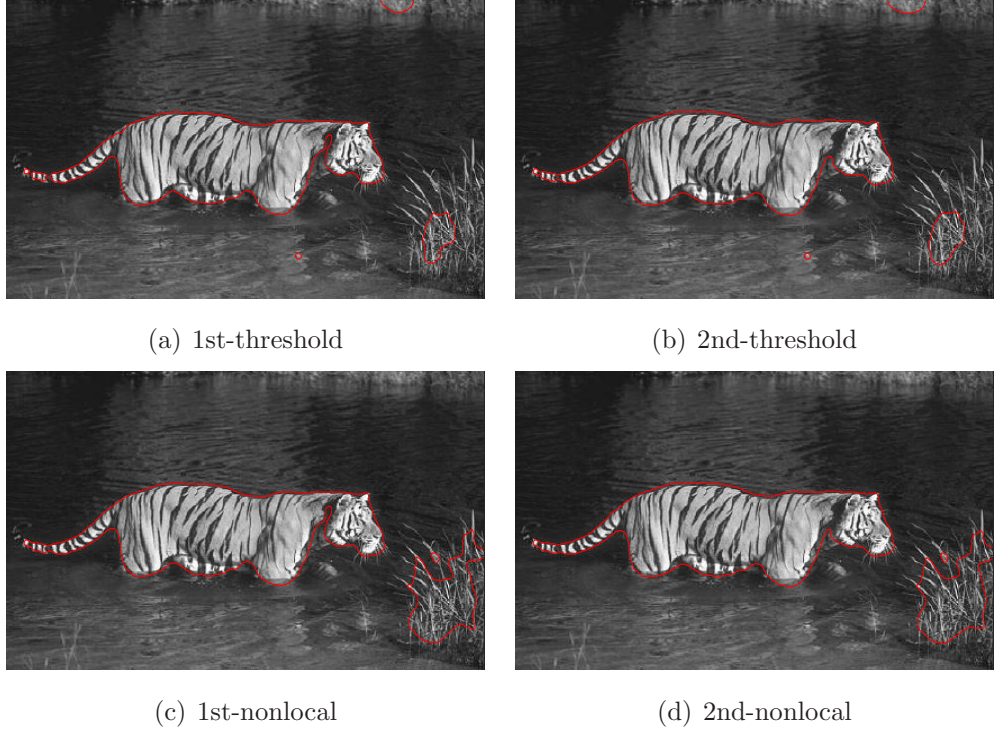 (a) 1st-threshold
(b) 2nd-threshold
(c) 1st-nonlocal
(d) 2nd-nonlocal